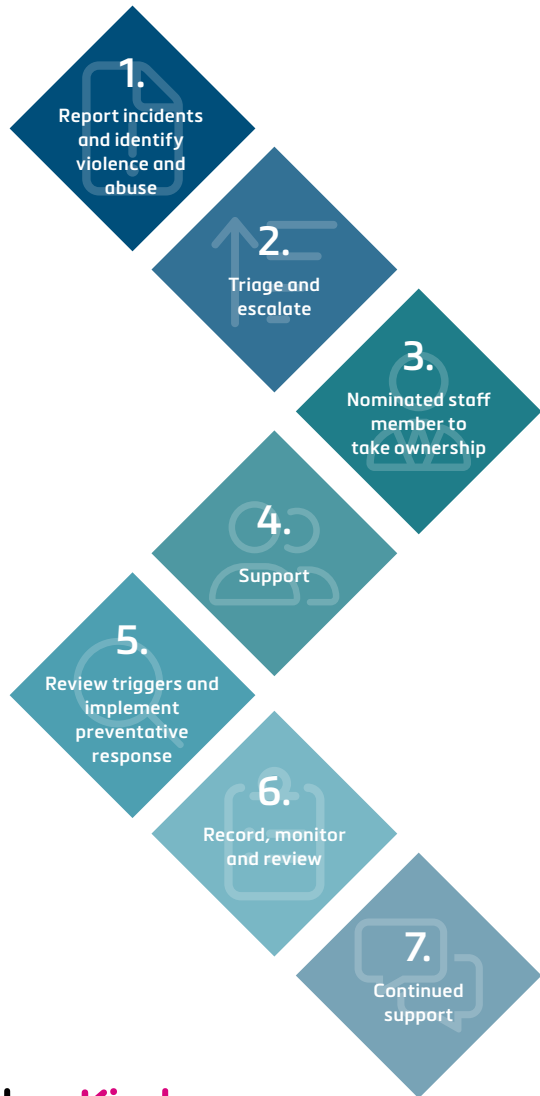 1.
Report incidents
and identify
violence and
abuse
2.
Triage and
escalate
3.
Nominated staff
member to
take ownership
4.
Support
5.
Review triggers and
implement
preventative
response
6.
Record, monitor
and review
7.
Continued
support